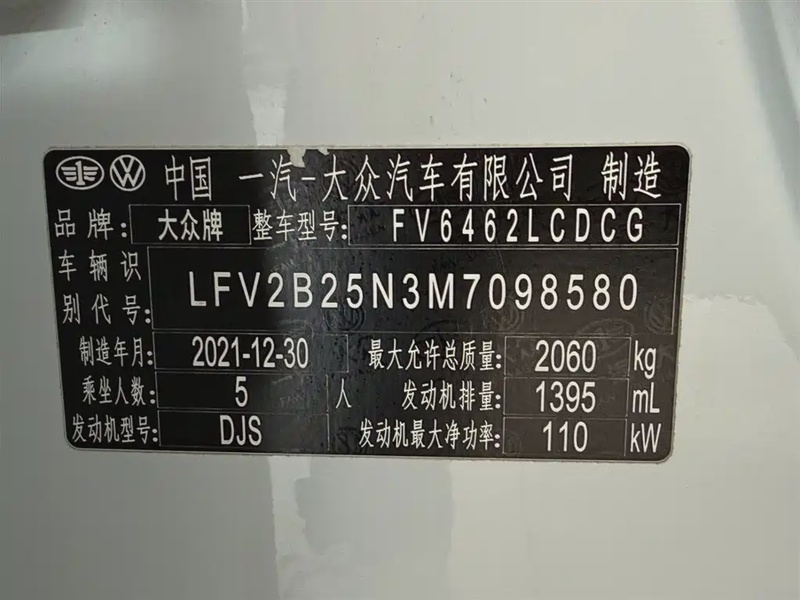 中国 一汽-大众汽车有限公司 制造
品牌: 大众牌 整车型号: FV6462LCDCG
车辆识别代号: LFV2B25N3M7098580
制造年月: 2021-12-30 最大允许总质量: 2060 kg
乘坐人数: 5 人 发动机排量: 1395 mL
发动机型号: DJS 发动机最大净功率: 110 kW